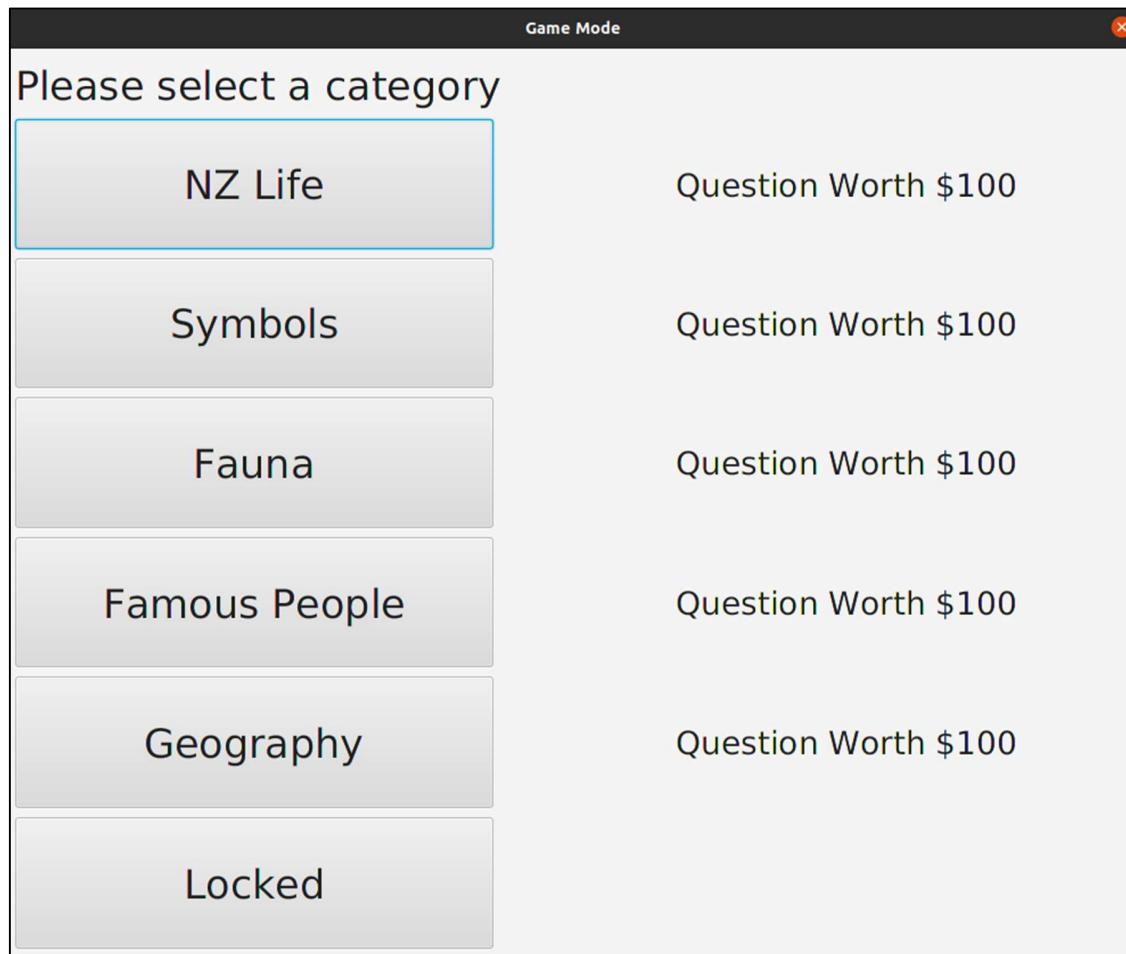 Game Mode
Please select a category
NZ Life
Question Worth $100
Symbols
Question Worth $100
Fauna
Question Worth $100
Famous People
Question Worth $100
Geography
Question Worth $100
Locked